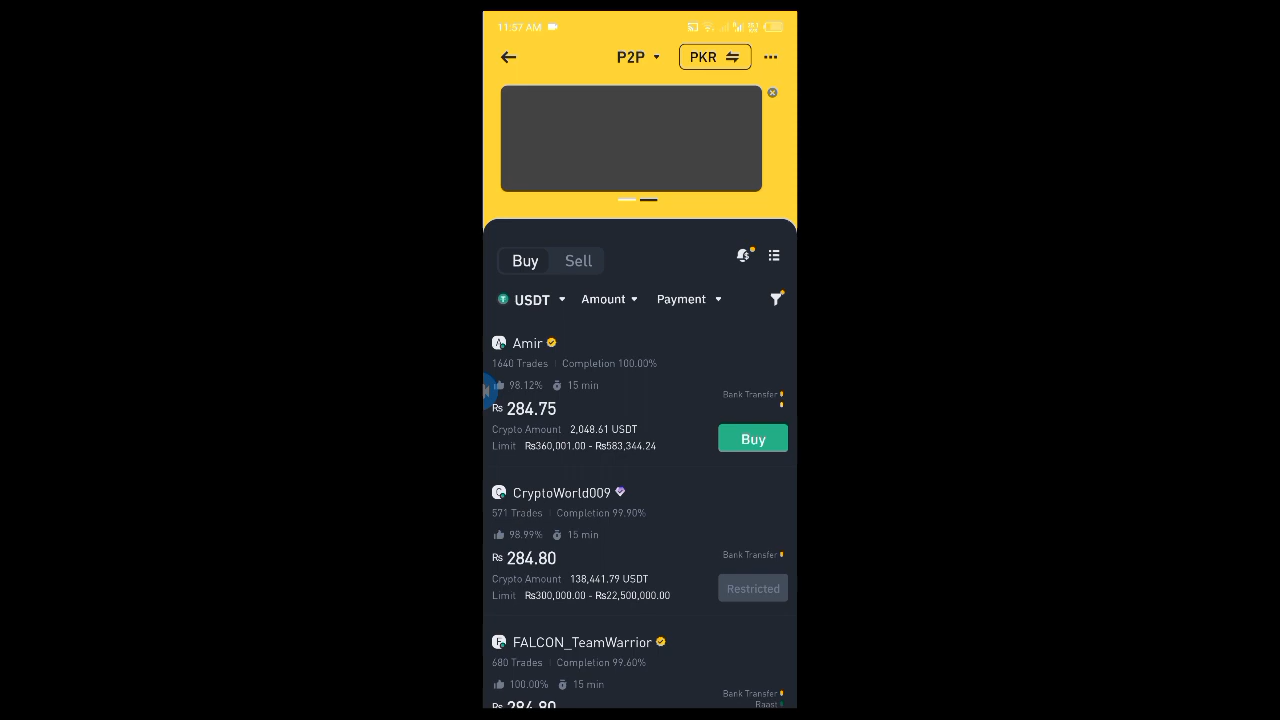 11:57 AM
P2P PKR
Buy Sell
USDT Amount Payment
A Amir
1640 Trades Completion 100.00%
98.12% 15 min
Bank Transfer
Rs 284.75
Crypto Amount 2,048.61 USDT
Limit Rs360,001.00 - Rs583,344.24
Buy
C CryptoWorld009
571 Trades Completion 99.90%
98.99% 15 min
Bank Transfer
Rs 284.80
Crypto Amount 138,441.79 USDT
Limit Rs300,000.00 - Rs22,500,000.00
Restricted
F FALCON_TeamWarrior
680 Trades Completion 99.60%
100.00% 15 min
Bank Transfer
Raast
Rs 284.80